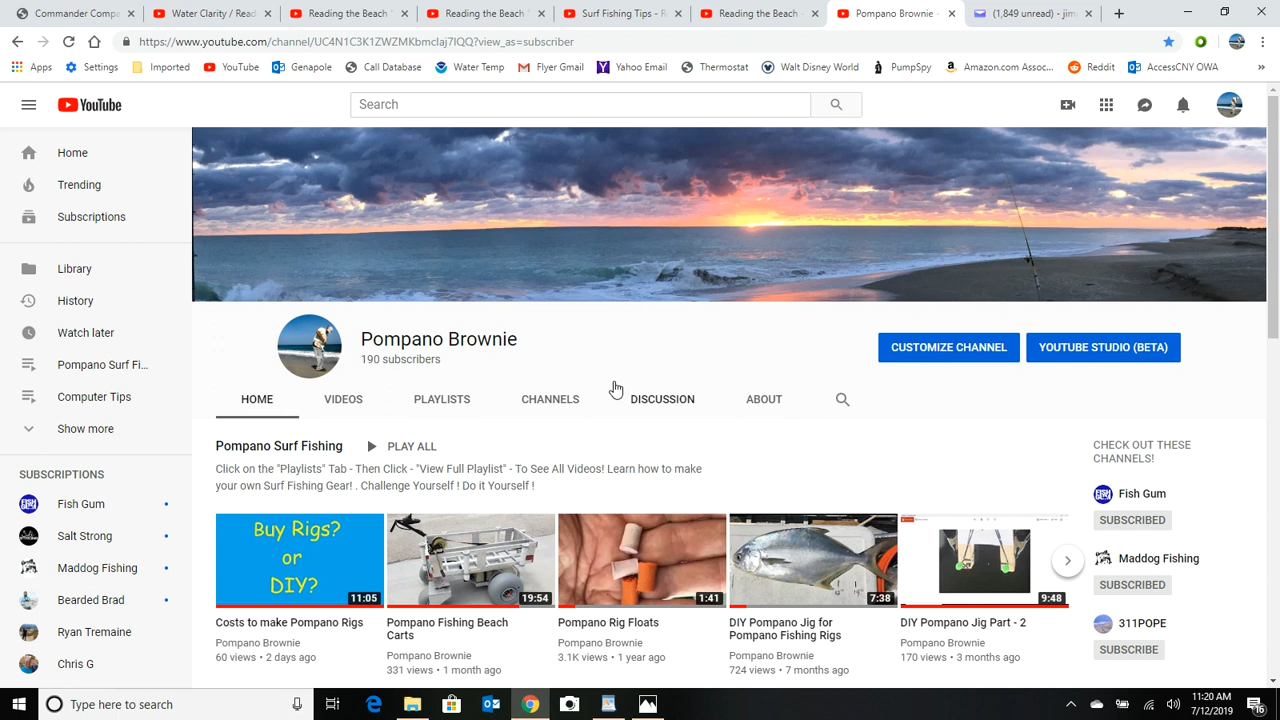 Commander Compa
Water Clarity / Read
Reading the Beach
Reading the Beach
Surf Fishing Tips - R
Reading the Beach -
Pompano Brownie -
(1,849 unread) - jim
https://www.youtube.com/channel/UC4N1C3K1ZWZMKbmcIaj7IQQ?view_as=subscriber
Apps
Settings
Imported
YouTube
Genapole
Call Database
Water Temp
Flyer Gmail
Yahoo Email
Thermostat
Walt Disney World
PumpSpy
Amazon.com Assoc...
Reddit
AccessCNY OWA
»
YouTube
Search
Home
Trending
Subscriptions
Library
History
Watch later
Pompano Surf Fi...
Computer Tips
Show more
SUBSCRIPTIONS
Fish Gum
Salt Strong
Maddog Fishing
Bearded Brad
Ryan Tremaine
Chris G
Pompano Brownie
190 subscribers
CUSTOMIZE CHANNEL
YOUTUBE STUDIO (BETA)
HOME
VIDEOS
PLAYLISTS
CHANNELS
DISCUSSION
ABOUT
Pompano Surf Fishing
PLAY ALL
Click on the "Playlists" Tab - Then Click - "View Full Playlist" - To See All Videos! Learn how to make
your own Surf Fishing Gear! . Challenge Yourself ! Do it Yourself !
Buy Rigs?
or
DIY?
11:05
Costs to make Pompano Rigs
Pompano Brownie
60 views • 2 days ago
19:54
Pompano Fishing Beach
Carts
Pompano Brownie
331 views • 1 month ago
1:41
Pompano Rig Floats
Pompano Brownie
3.1K views • 1 year ago
7:38
DIY Pompano Jig for
Pompano Fishing Rigs
Pompano Brownie
724 views • 7 months ago
9:48
DIY Pompano Jig Part - 2
Pompano Brownie
170 views • 3 months ago
CHECK OUT THESE
CHANNELS!
Fish Gum
SUBSCRIBED
Maddog Fishing
SUBSCRIBED
311POPE
SUBSCRIBE
Type here to search
11:20 AM
7/12/2019